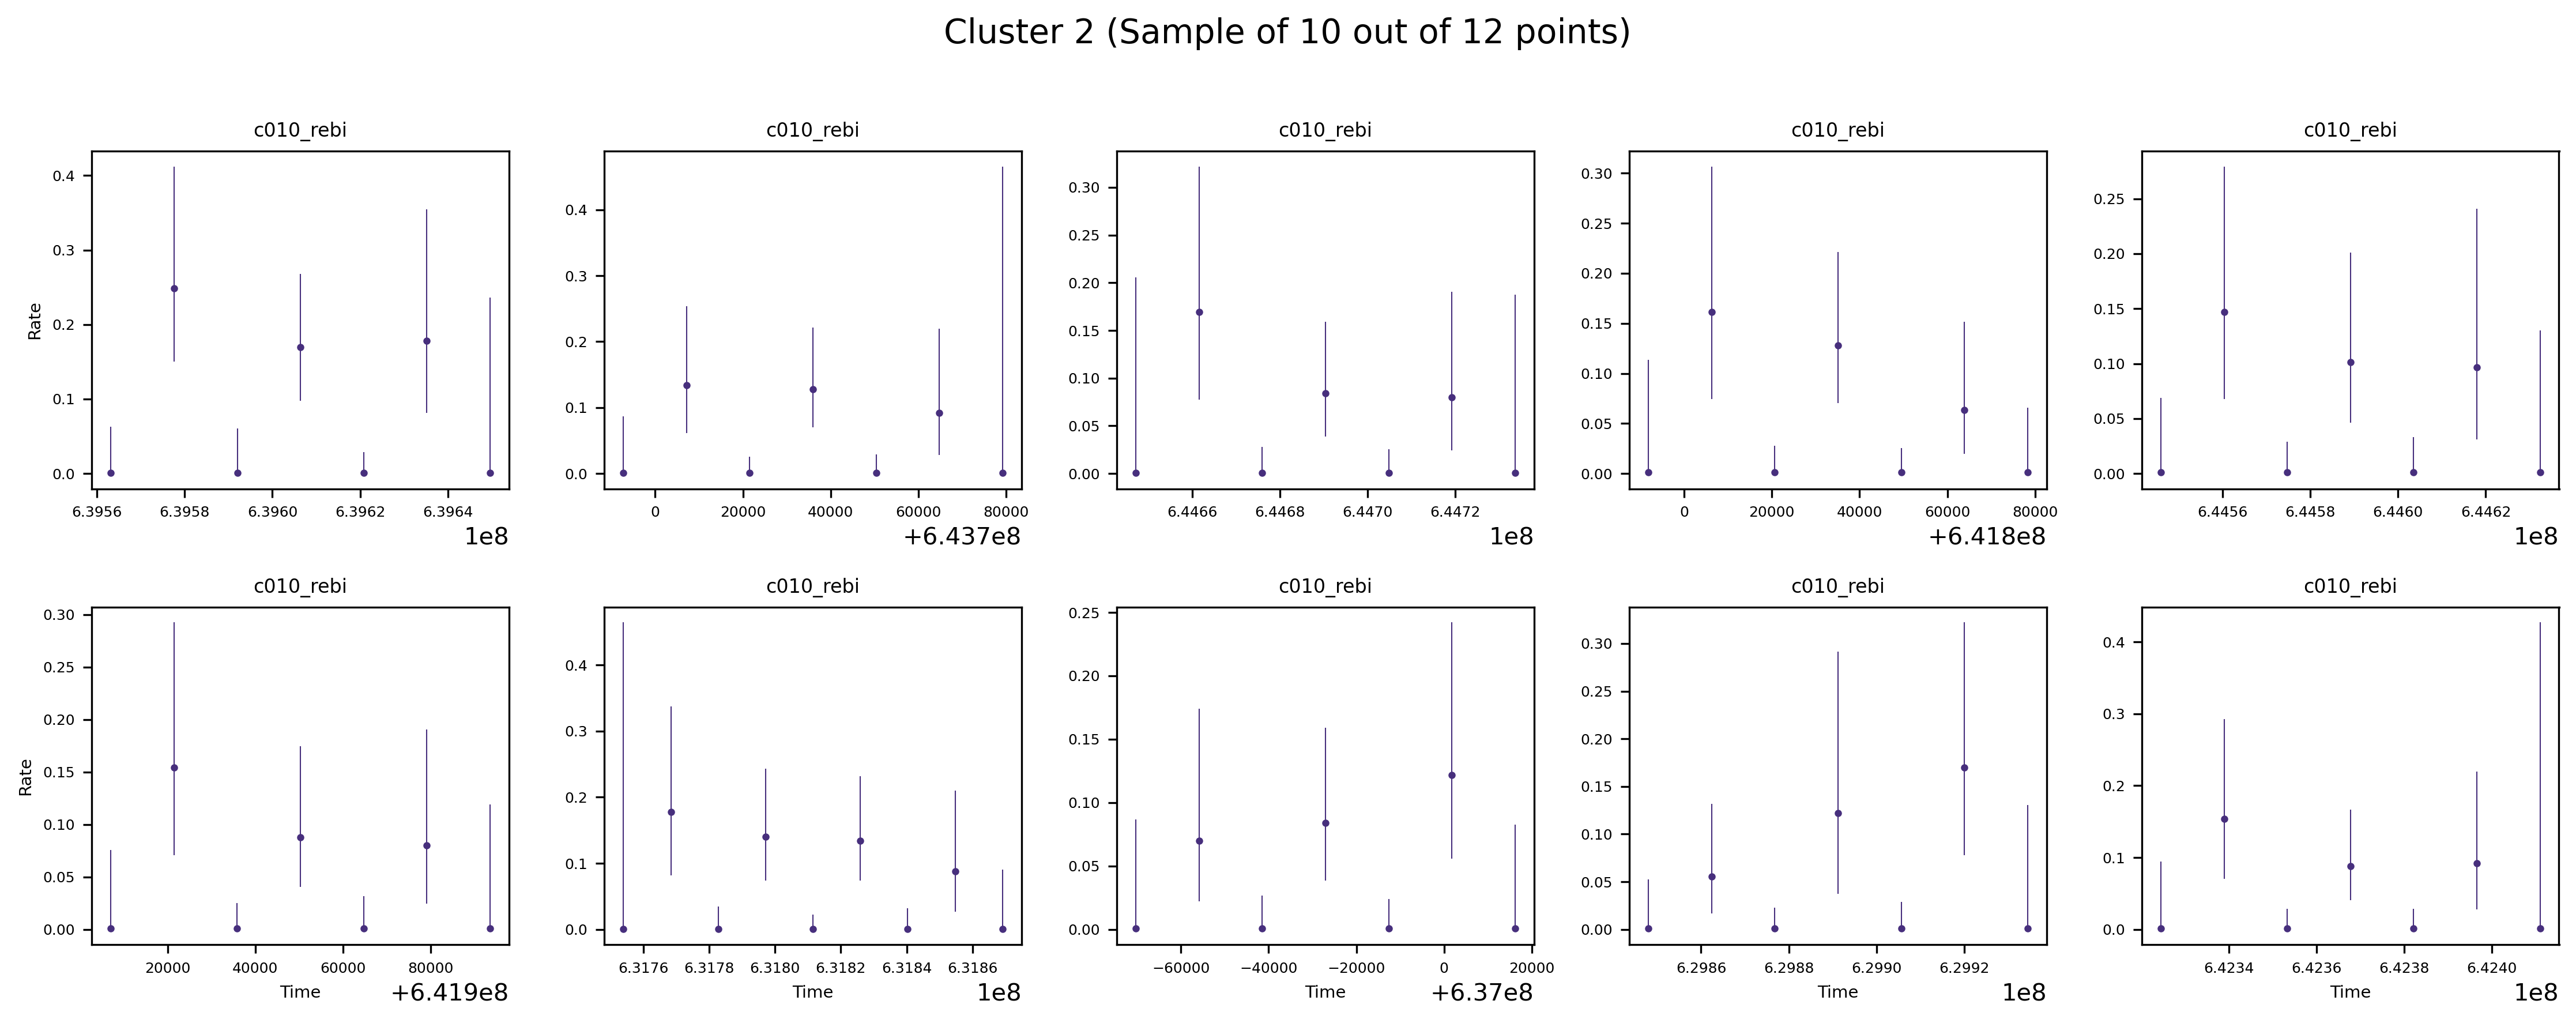 Cluster 2 (Sample of 10 out of 12 points)
c010_rebi c010_rebi c010_rebi c010_rebi c010_rebi
Rate
0.4
0.3
0.2
0.1
0.0
6.3956 6.3958 6.3960 6.3962 6.3964
1e8
0.4
0.3
0.2
0.1
0.0
0 20000 40000 60000 80000
+6.437e8
0.30
0.25
0.20
0.15
0.10
0.05
0.00
6.4466 6.4468 6.4470 6.4472
1e8
0.30
0.25
0.20
0.15
0.10
0.05
0.00
0 20000 40000 60000 80000
+6.418e8
0.25
0.20
0.15
0.10
0.05
0.00
6.4456 6.4458 6.4460 6.4462
1e8
c010_rebi c010_rebi c010_rebi c010_rebi c010_rebi
Rate
0.30
0.25
0.20
0.15
0.10
0.05
0.00
20000 40000 60000 80000
Time +6.419e8
0.4
0.3
0.2
0.1
0.0
6.3176 6.3178 6.3180 6.3182 6.3184 6.3186
Time 1e8
0.25
0.20
0.15
0.10
0.05
0.00
−60000 −40000 −20000 0 20000
Time +6.37e8
0.30
0.25
0.20
0.15
0.10
0.05
0.00
6.2986 6.2988 6.2990 6.2992
Time 1e8
0.4
0.3
0.2
0.1
0.0
6.4234 6.4236 6.4238 6.4240
Time 1e8